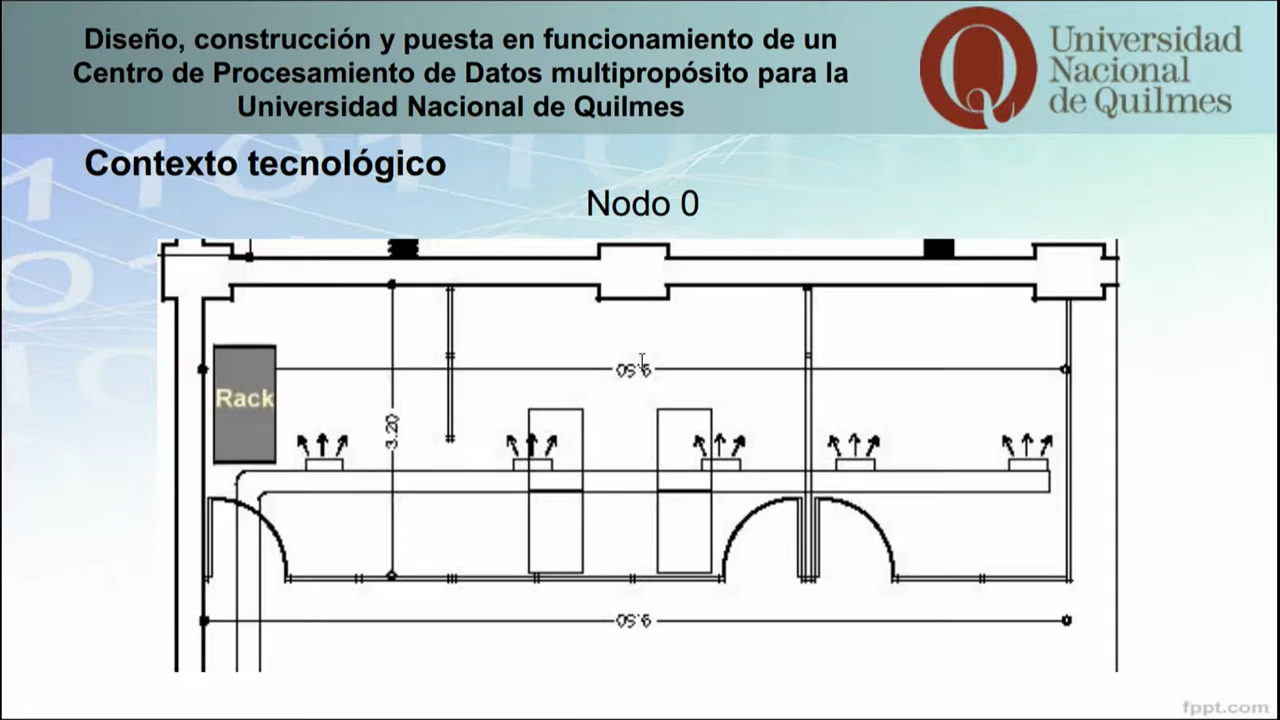 Diseño, construcción y puesta en funcionamiento de un
Centro de Procesamiento de Datos multipropósito para la
Universidad Nacional de Quilmes
Universidad
Nacional
de Quilmes
Contexto tecnológico
Nodo 0
9.50
Rack
3.20
9.50
fppt.com